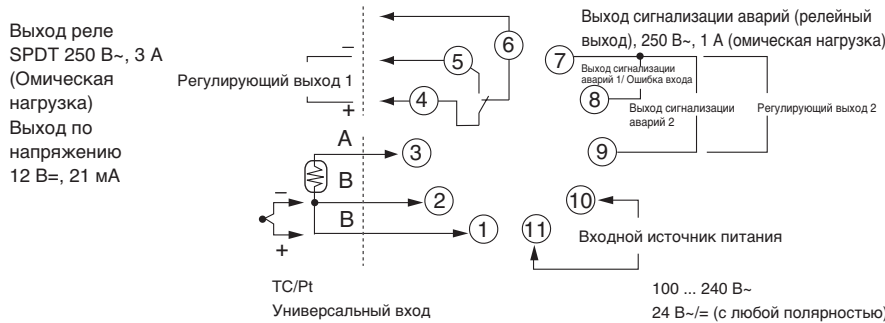 Выход реле
SPDT 250 В~, 3 А
(Омическая
нагрузка)
Выход по
напряжению
12 В=, 21 мА
Регулирующий выход 1
–
+
6
5
4
A
3
B
–
2
B
+
1
TC/Pt
Универсальный вход
Выход сигнализации аварий (релейный
выход), 250 В~, 1 А (омическая нагрузка)
7
Выход сигнализации
аварий 1/ Ошибка входа
8
Выход сигнализации
аварий 2
Регулирующий выход 2
9
10
11
Входной источник питания
100 ... 240 В~
24 В~/= (с любой полярностью)